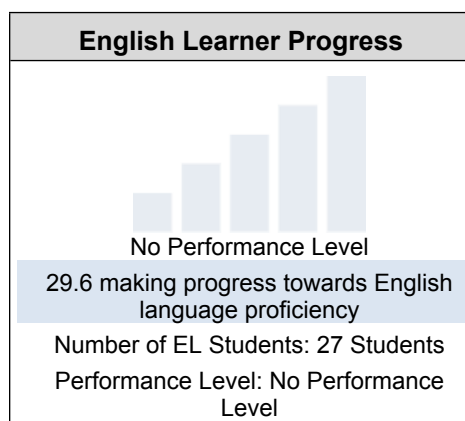 English Learner Progress
No Performance Level
29.6 making progress towards English
language proficiency
Number of EL Students: 27 Students
Performance Level: No Performance
Level